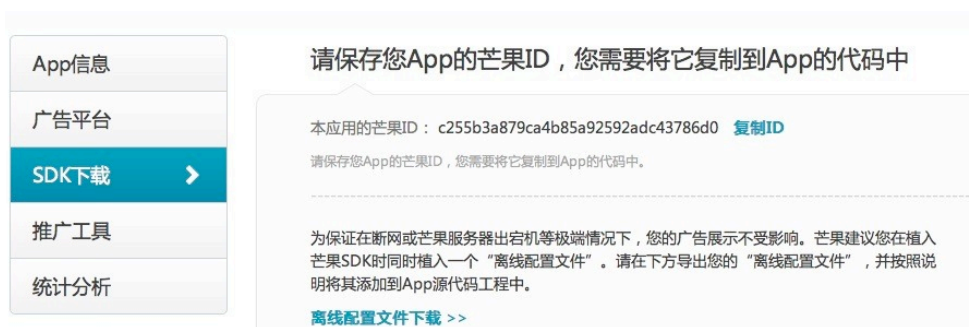 App信息
广告平台
SDK下载
推广工具
统计分析
请保存您App的芒果ID，您需要将它复制到App的代码中
本应用的芒果ID： c255b3a879ca4b85a92592adc43786d0 复制ID
请保存您App的芒果ID，您需要将它复制到App的代码中。
为保证在断网或芒果服务器出宕机等极端情况下，您的广告展示不受影响。芒果建议您在植入
芒果SDK时同时植入一个“离线配置文件”。请在下方导出您的“离线配置文件”，并按照说
明将其添加到App源代码工程中。
离线配置文件下载 >>